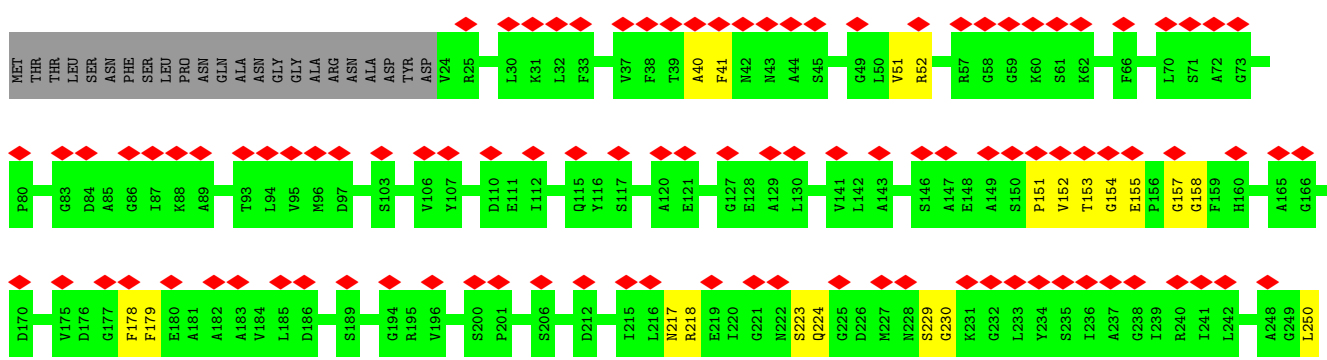 MET THR THR LEU SER ASN PHE SER LEU PRO ASN GLN ALA ASN GLY GLY ALA ARG ASN ALA ASP TYR ASP V24 R25 L30 K31 L32 F33 V37 F38 T39 A40 F41 N42 N43 A44 S45 G49 L50 V51 R52 R57 G58 G59 K60 S61 K62 F66 L70 S71 A72 G73
P80 G83 D84 A85 G86 I87 K88 A89 T93 L94 V95 M96 D97 S103 V106 Y107 D110 E111 I112 Q115 Y116 S117 A120 E121 G127 E128 A129 L130 V141 L142 A143 S146 A147 E148 A149 S150 P151 V152 T153 G154 E155 P156 G157 G158 F159 H160 A165 G166
D170 V175 D176 G177 F178 F179 E180 A181 A182 A183 V184 L185 D186 S189 G194 R195 V196 S200 P201 S206 D212 I215 L216 N217 R218 E219 I220 G221 N222 S223 Q224 G225 D226 M227 N228 S229 G230 K231 G232 L233 Y234 S235 I236 A237 G238 I239 R240 I241 L242 A248 G249 L250